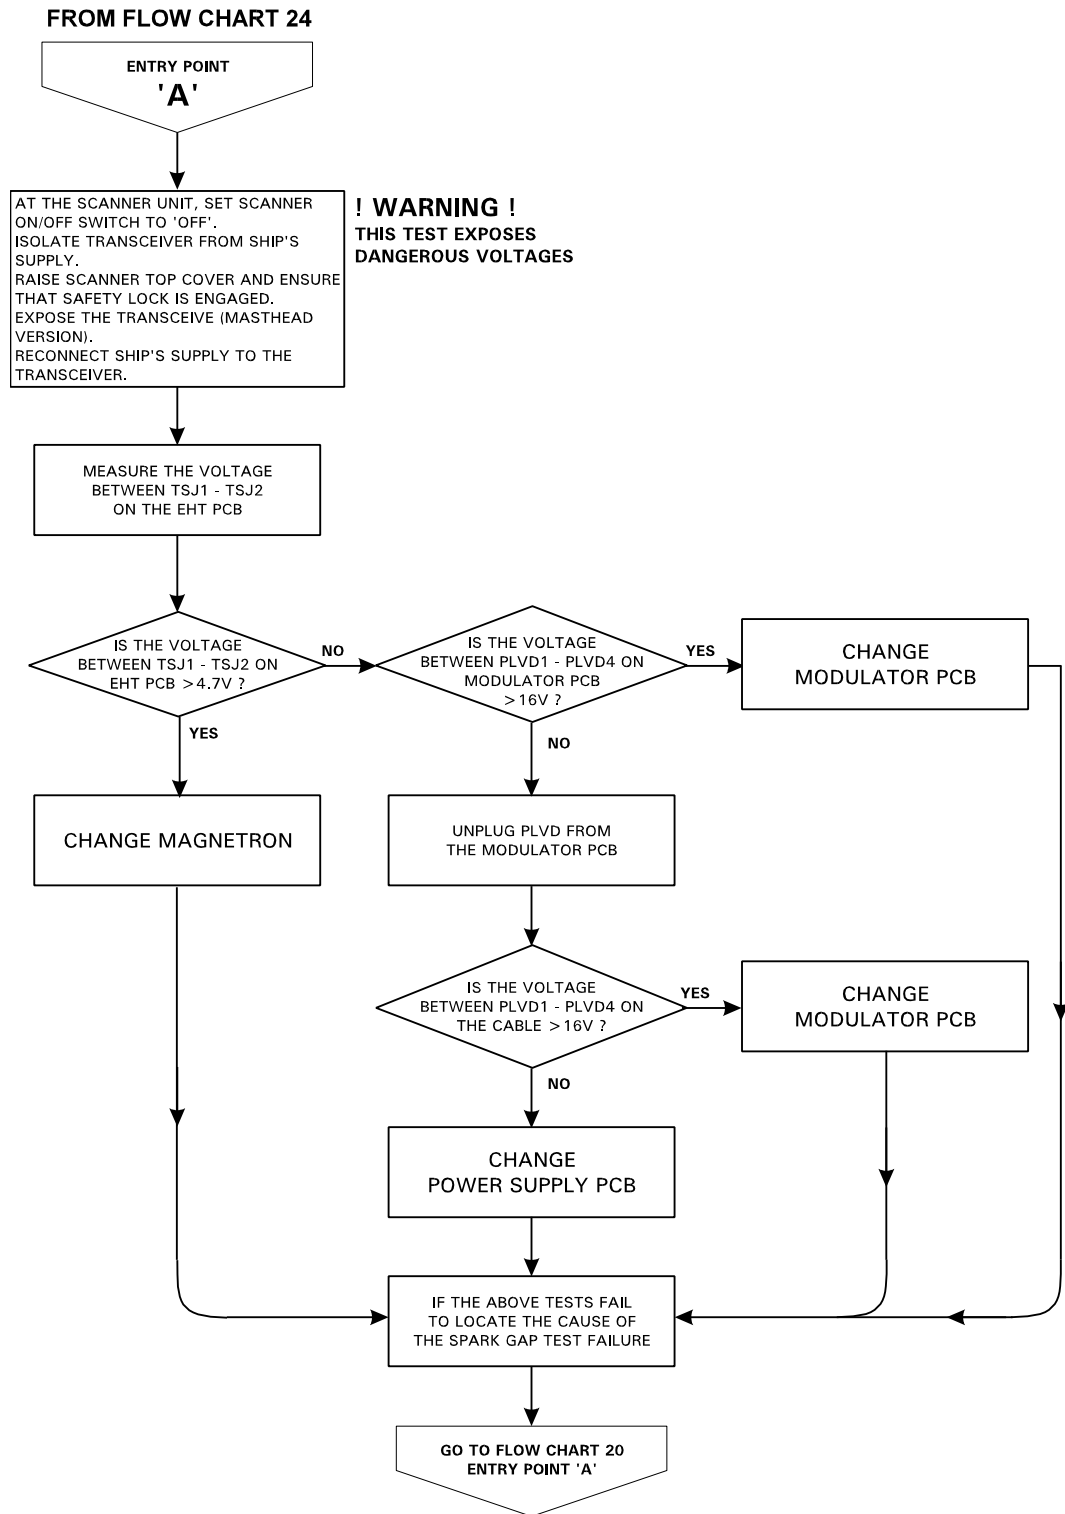 FROM FLOW CHART 24
ENTRY POINT
'A'
AT THE SCANNER UNIT, SET SCANNER
ON/OFF SWITCH TO 'OFF'.
ISOLATE TRANSCEIVER FROM SHIP'S
SUPPLY.
RAISE SCANNER TOP COVER AND ENSURE
THAT SAFETY LOCK IS ENGAGED.
EXPOSE THE TRANSCEIVE (MASTHEAD
VERSION).
RECONNECT SHIP'S SUPPLY TO THE
TRANSCEIVER.
! WARNING !
THIS TEST EXPOSES
DANGEROUS VOLTAGES
MEASURE THE VOLTAGE
BETWEEN TSJ1 - TSJ2
ON THE EHT PCB
IS THE VOLTAGE
BETWEEN TSJ1 - TSJ2 ON
EHT PCB >4.7V ?
NO
YES
IS THE VOLTAGE
BETWEEN PLVD1 - PLVD4 ON
MODULATOR PCB
>16V ?
YES
NO
CHANGE
MODULATOR PCB
CHANGE MAGNETRON
UNPLUG PLVD FROM
THE MODULATOR PCB
IS THE VOLTAGE
BETWEEN PLVD1 - PLVD4 ON
THE CABLE >16V ?
YES
NO
CHANGE
MODULATOR PCB
CHANGE
POWER SUPPLY PCB
IF THE ABOVE TESTS FAIL
TO LOCATE THE CAUSE OF
THE SPARK GAP TEST FAILURE
GO TO FLOW CHART 20
ENTRY POINT 'A'